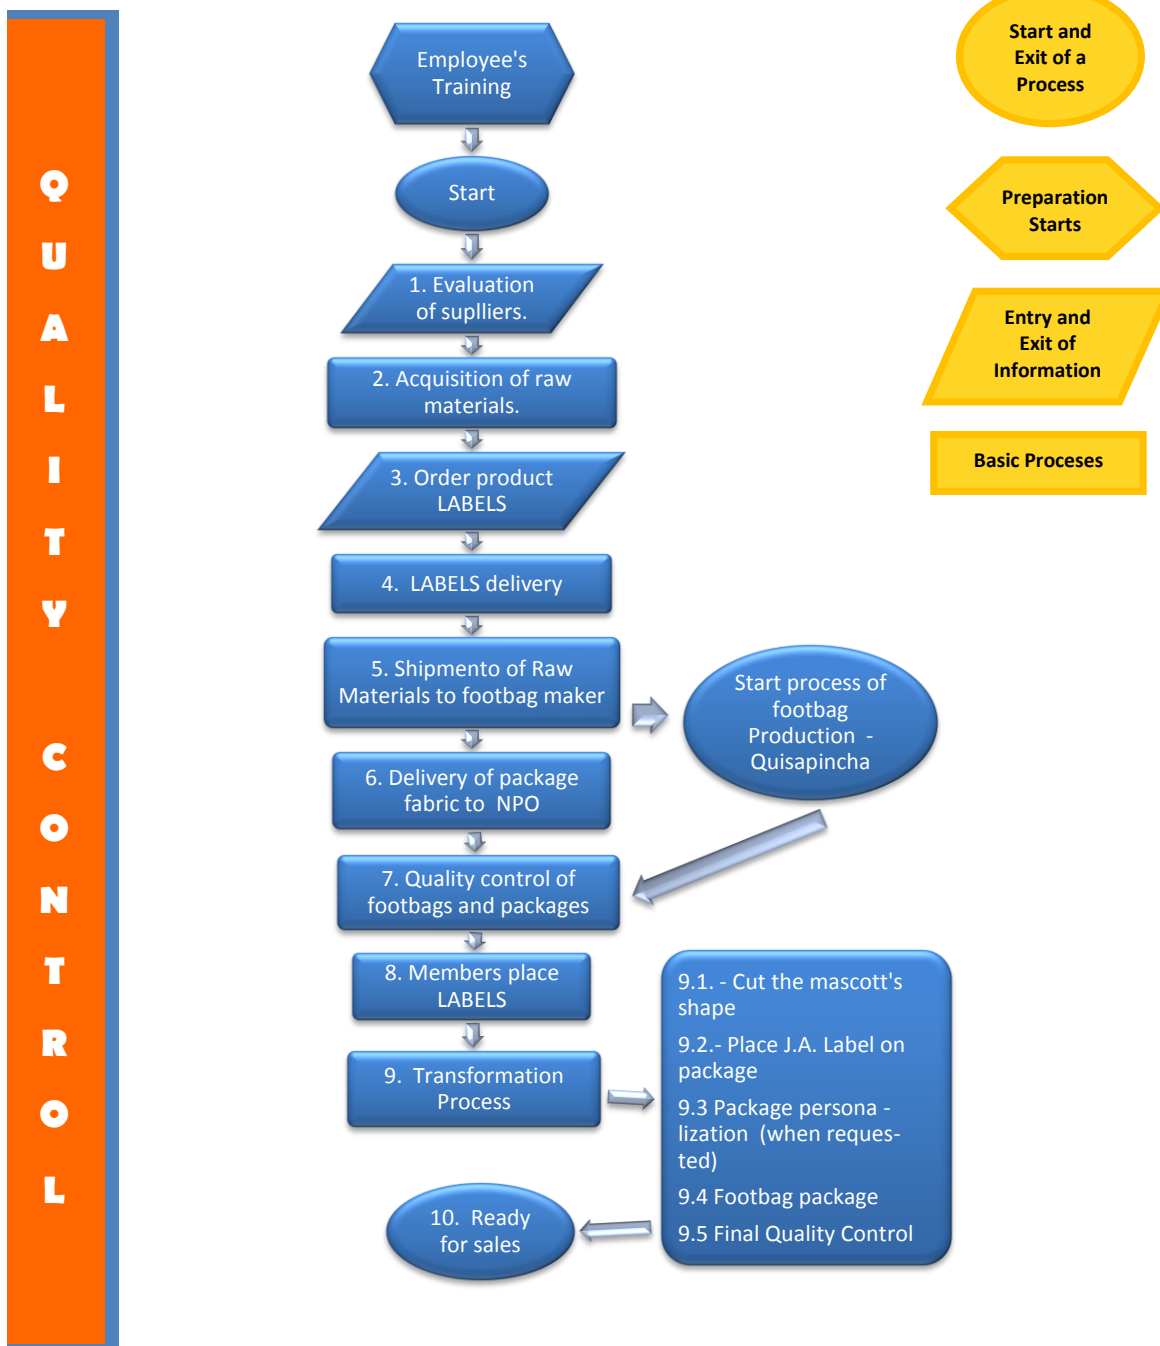 QUALITY CONTROL
Employee's
Training
Start
1. Evaluation
of suplliers.
2. Acquisition of raw
materials.
3. Order product
LABELS
4. LABELS delivery
5. Shipmento of Raw
Materials to footbag maker
Start process of
footbag
Production -
Quisapincha
6. Delivery of package
fabric to NPO
7. Quality control of
footbags and packages
8. Members place
LABELS
9. Transformation
Process
9.1. - Cut the mascott's
shape
9.2.- Place J.A. Label on
package
9.3 Package persona -
lization (when reques-
ted)
9.4 Footbag package
9.5 Final Quality Control
10. Ready
for sales
Start and
Exit of a
Process
Preparation
Starts
Entry and
Exit of
Information
Basic Proceses